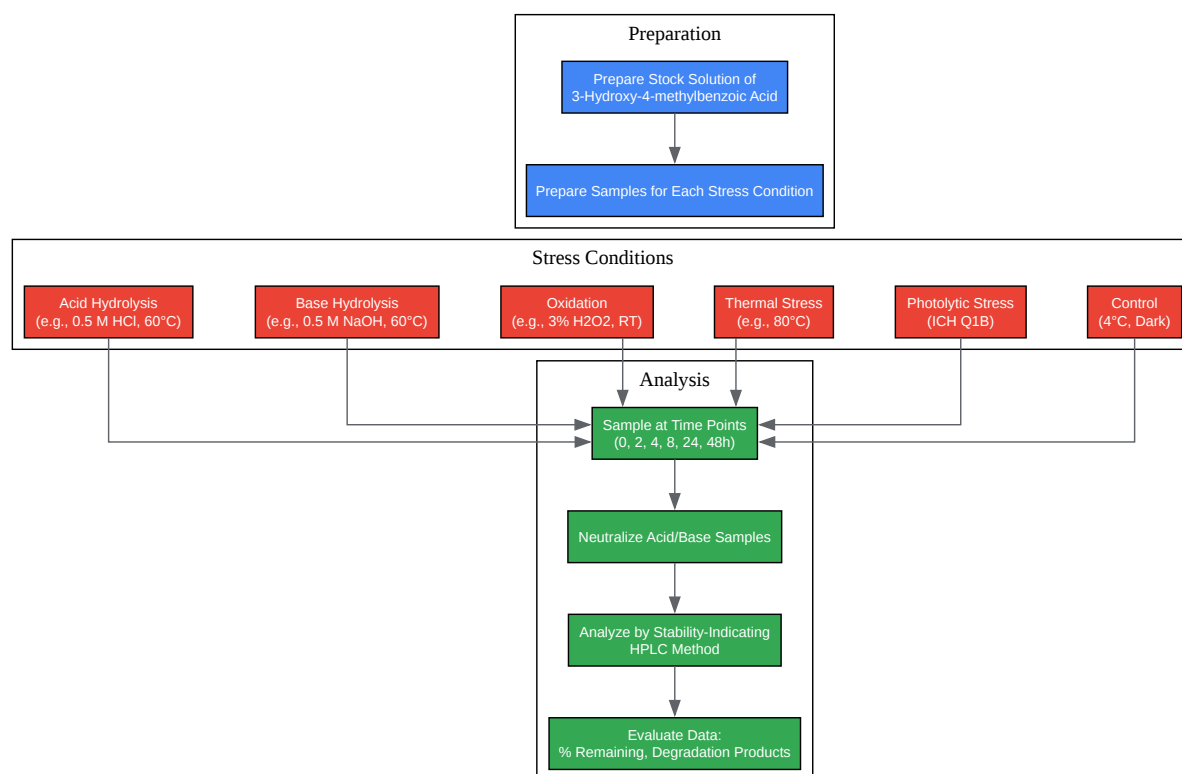 Preparation
Prepare Stock Solution of
3-Hydroxy-4-methylbenzoic Acid
Prepare Samples for Each Stress Condition
Stress Conditions
Acid Hydrolysis
(e.g., 0.5 M HCl, 60°C)
Base Hydrolysis
(e.g., 0.5 M NaOH, 60°C)
Oxidation
(e.g., 3% H2O2, RT)
Thermal Stress
(e.g., 80°C)
Photolytic Stress
(ICH Q1B)
Control
(4°C, Dark)
Analysis
Sample at Time Points
(0, 2, 4, 8, 24, 48h)
Neutralize Acid/Base Samples
Analyze by Stability-Indicating
HPLC Method
Evaluate Data:
% Remaining, Degradation Products